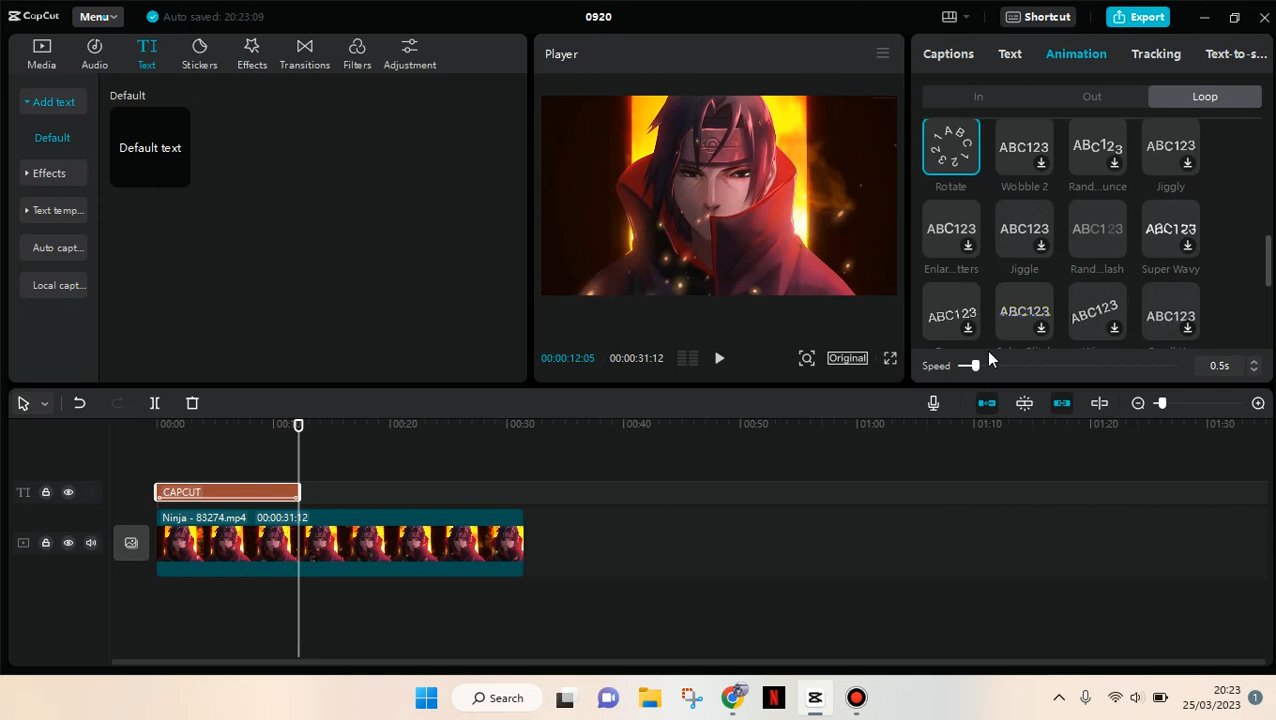 CapCut
Menu
Auto saved: 20:23:09
0920
Shortcut
Export
Media
Audio
TI
Text
Stickers
Effects
Transitions
Filters
Adjustment
Add text
Default
Effects
Text temp...
Auto capt...
Local capt...
Default
Default text
Player
00:00:12:05
00:00:31:12
Original
Captions
Text
Animation
Tracking
Text-to-s...
In
Out
Loop
Rotate
ABC123
Wobble 2
ABC123
Rand...unce
ABC123
Jiggly
ABC123
Enlar...tters
ABC123
Jiggle
ABC123
Rand...lash
ABC123
Super Wavy
ABC123
ABC123
ABC123
ABC123
Speed
0.5s
00:00
00:20
00:30
00:40
00:50
01:00
01:10
01:20
01:30
TI
CAPCUT
Ninja - 83274.mp4
00:00:31:12
Search
20:23
25/03/2023
1